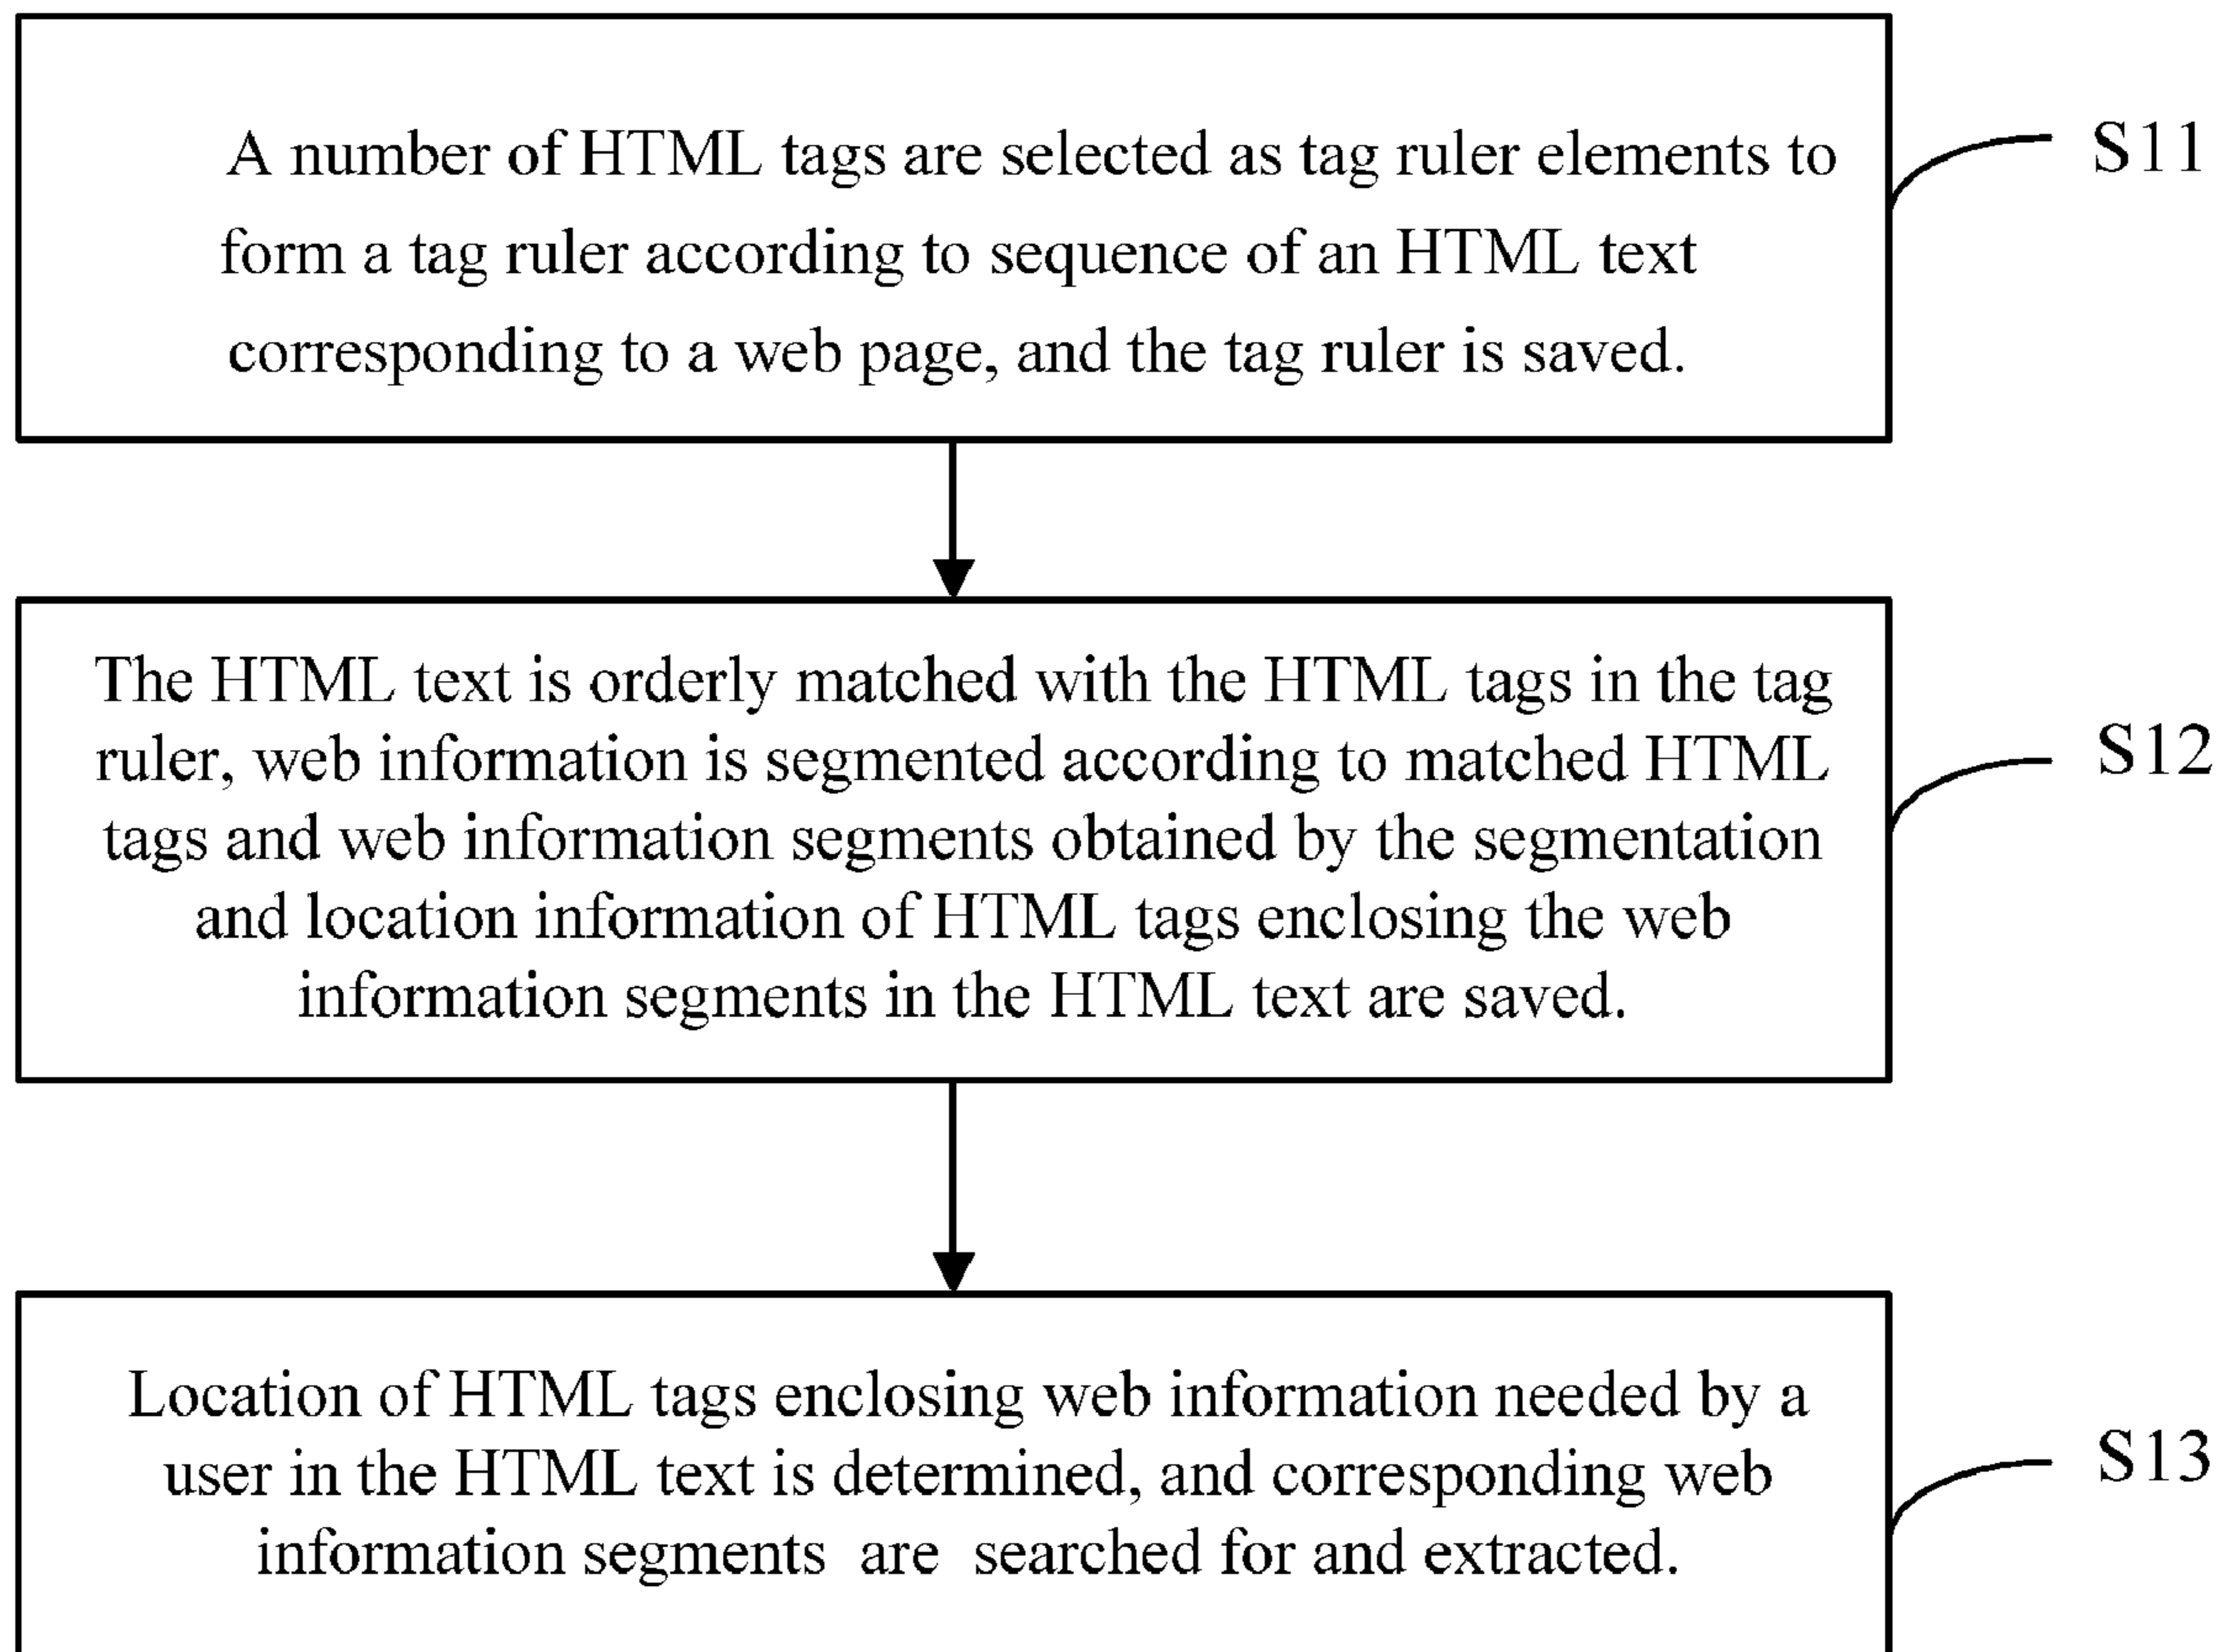 A number of HTML tags are selected as tag ruler elements to
form a tag ruler according to sequence of an HTML text
corresponding to a web page, and the tag ruler is saved.
S11
The HTML text is orderly matched with the HTML tags in the tag
ruler, web information is segmented according to matched HTML
tags and web information segments obtained by the segmentation
and location information of HTML tags enclosing the web
information segments in the HTML text are saved.
S12
Location of HTML tags enclosing web information needed by a
user in the HTML text is determined, and corresponding web
information segments are searched for and extracted.
S13